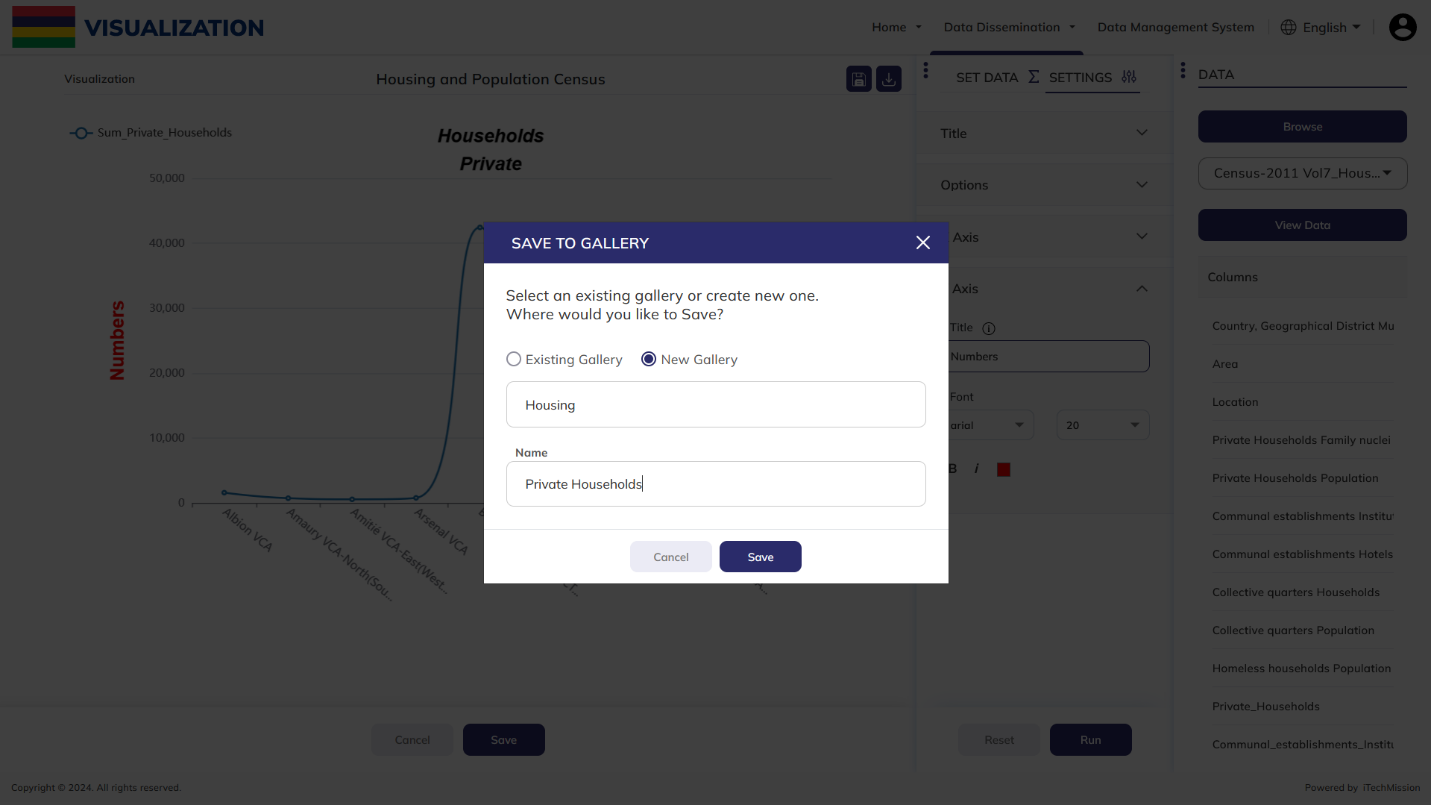 VISUALIZATION
Home
Data Dissemination
Data Management System
English
Visualization
Housing and Population Census
SET DATA
SETTINGS
DATA
Sum_Private_Households
Households
Private
50,000
40,000
30,000
20,000
10,000
0
Numbers
Albion VCA
Amaury VCA-North(Sou...
Amitié VCA-East(West...
Arsenal VCA
Cancel
Save
SAVE TO GALLERY
Select an existing gallery or create new one.
Where would you like to Save?
Existing Gallery
New Gallery
Housing
Name
Private Households
Cancel
Save
Title
Options
Axis
Axis
Title
Numbers
Font
arial
20
B
i
Reset
Run
Browse
Census-2011 Vol7_Hous...
View Data
Columns
Country, Geographical District Mu
Area
Location
Private Households Family nuclei
Private Households Population
Communal establishments Institu
Communal establishments Hotels
Collective quarters Households
Collective quarters Population
Homeless households Population
Private_Households
Communal_establishments_Institu
Copyright © 2024. All rights reserved.
Powered by iTechMission